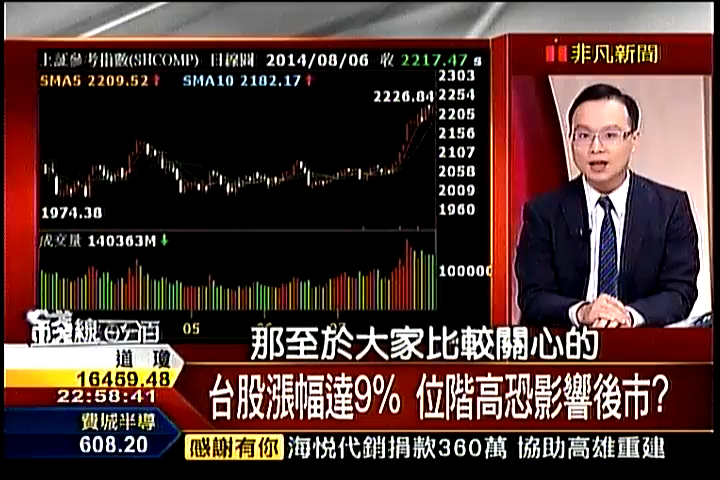 上証參考指數(SHCOMP) 日線圖 2014/08/06 收 2217.47 s
SMA5 2209.52↑ SMA10 2182.17↑
2303
2254
2226.84
2205
2156
2107
2058
2009
1974.38
1960
成交量 140363M↓
100000
05
非凡新聞
線百分百
道瓊
16459.48
22:58:41
費城半導
608.20
那至於大家比較關心的
台股漲幅達9% 位階高恐影響後市?
感謝有你 海悅代銷捐款360萬 協助高雄重建